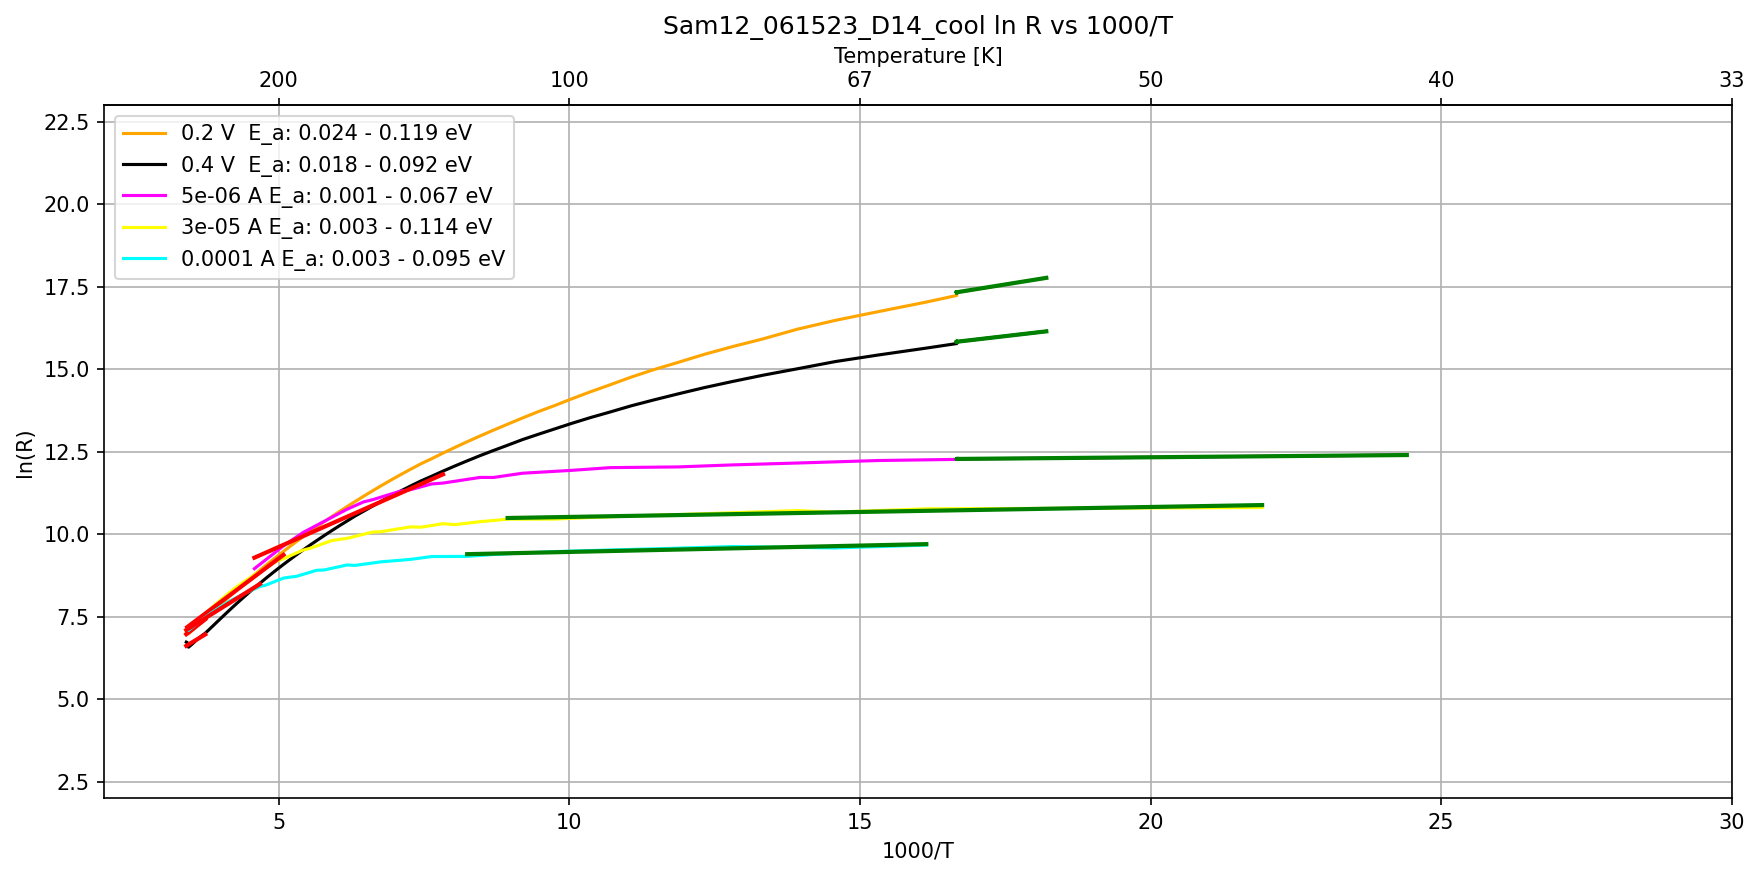 Sam12_061523_D14_cool ln R vs 1000/T
Temperature [K]
200 100 67 50 40 33
22.5
20.0
17.5
15.0
12.5
10.0
7.5
5.0
2.5
ln(R)
0.2 V  E_a: 0.024 - 0.119 eV
0.4 V  E_a: 0.018 - 0.092 eV
5e-06 A E_a: 0.001 - 0.067 eV
3e-05 A E_a: 0.003 - 0.114 eV
0.0001 A E_a: 0.003 - 0.095 eV
5 10 15 20 25 30
1000/T